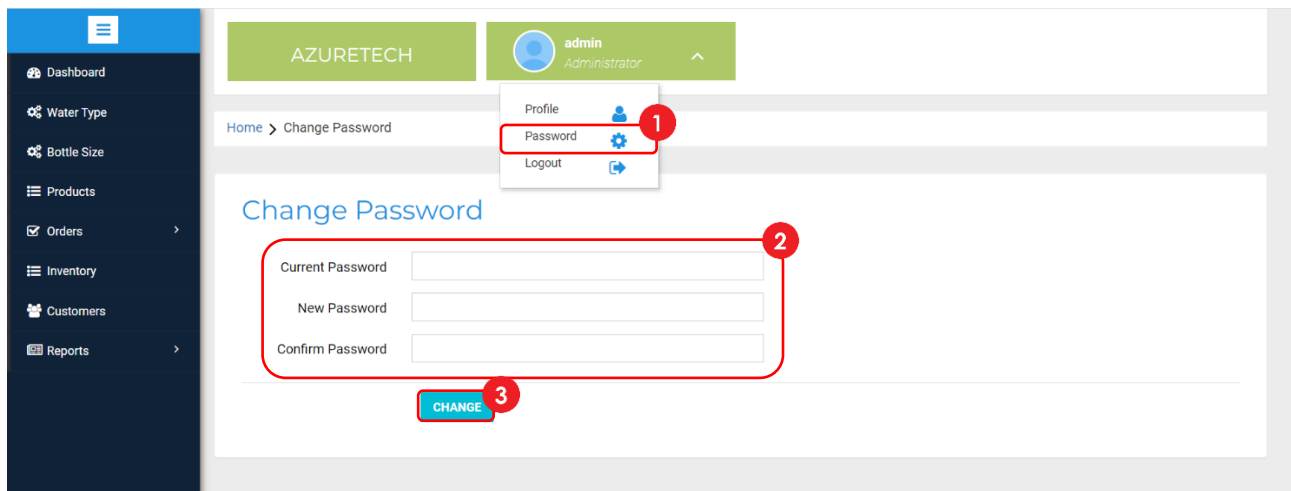 AZURETECH
admin
Administrator
Dashboard
Water Type
Bottle Size
Products
Orders
Inventory
Customers
Reports
Profile
Password
1
Logout
Home > Change Password
Change Password
2
Current Password
New Password
Confirm Password
CHANGE
3